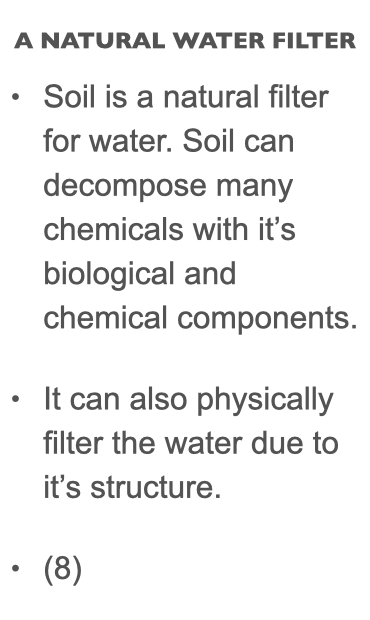 A NATURAL WATER FILTER
• Soil is a natural filter
for water. Soil can
decompose many
chemicals with it’s
biological and
chemical components.
• It can also physically
filter the water due to
it’s structure.
• (8)